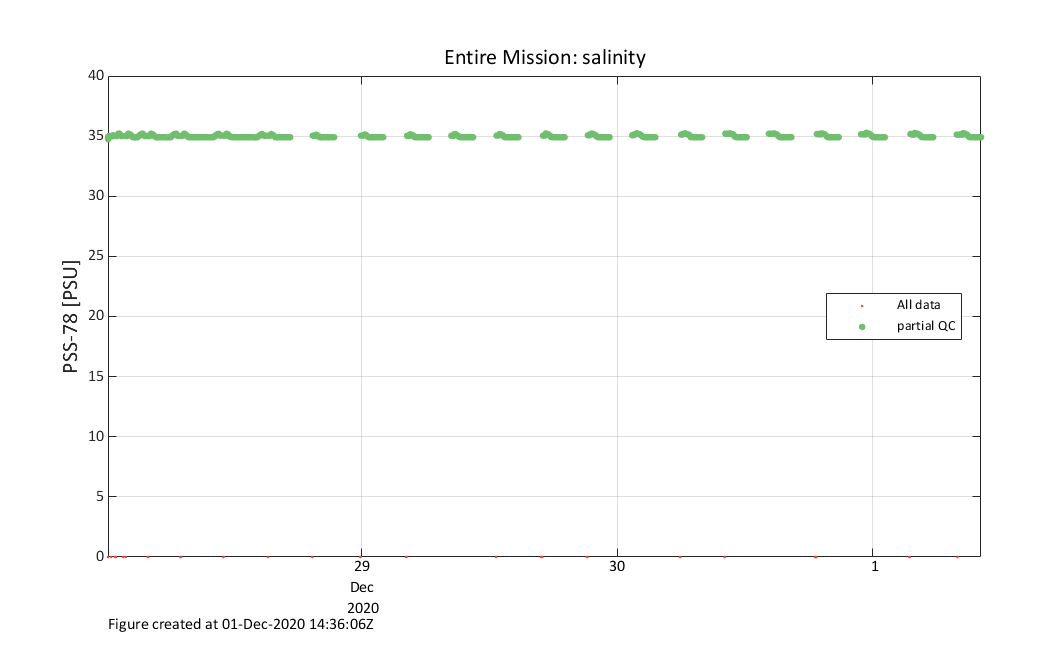 Entire Mission: salinity
40
35
30
25
20
15
10
5
0
PSS-78 [PSU]
All data
partial QC
29
30
1
Dec
2020
Figure created at 01-Dec-2020 14:36:06Z